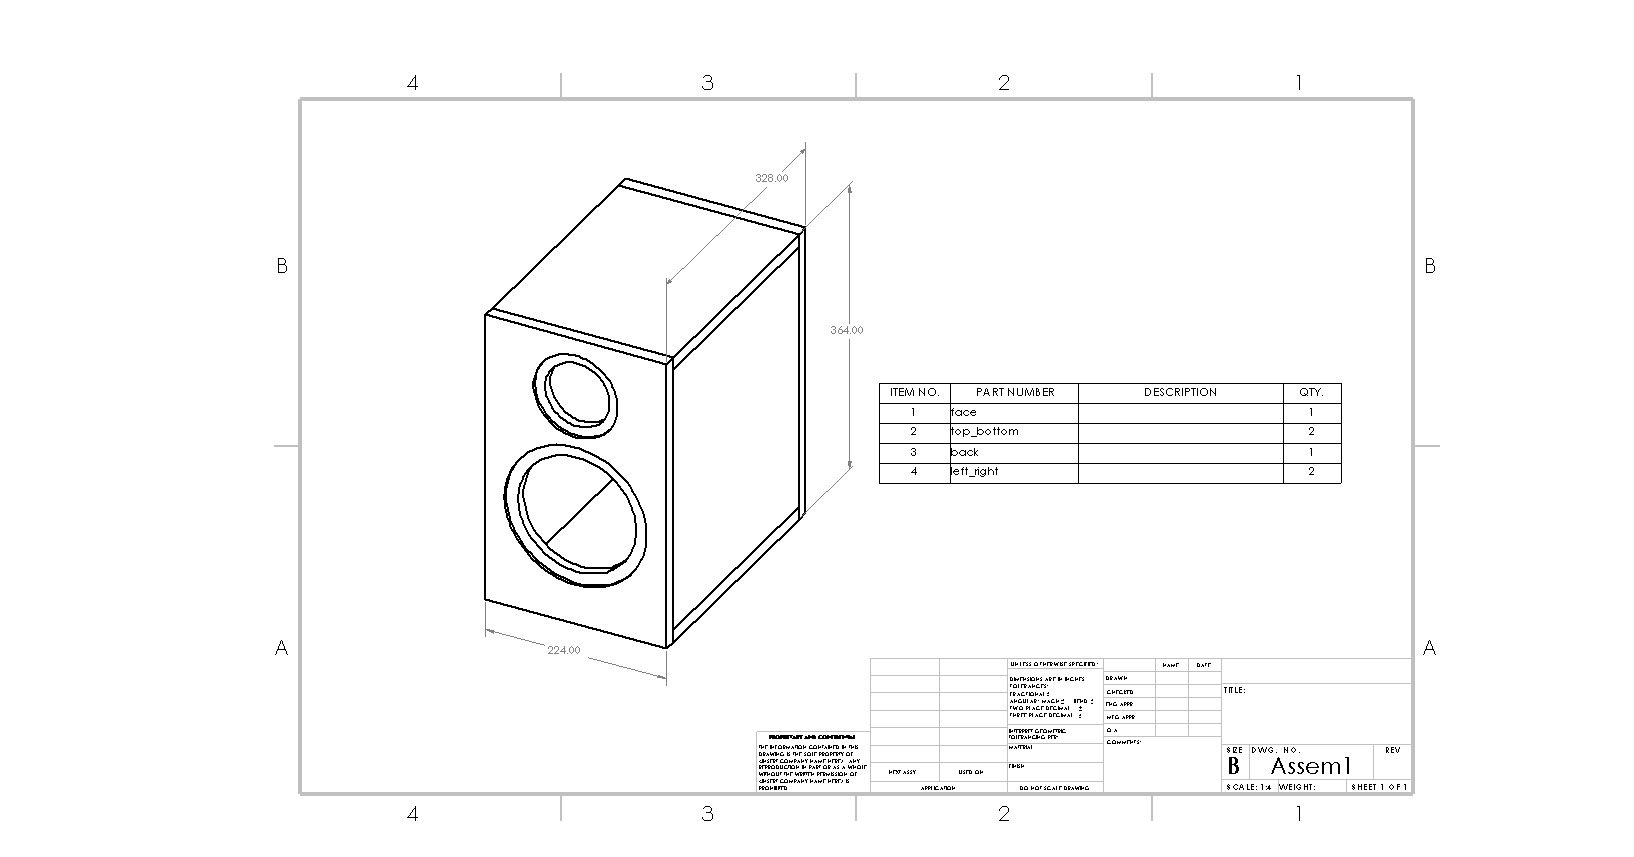 4 3 2 1
328.00
B B
364.00
ITEM NO. PART NUMBER DESCRIPTION QTY.
1 face 1
2 top_bottom 2
3 back 1
4 left_right 2
A A
224.00
UNLESS OTHERWISE SPECIFIED:
DIMENSIONS ARE IN INCHES
TOLERANCES:
FRACTIONAL ±
ANGULAR: MACH ± BEND ±
TWO PLACE DECIMAL ±
THREE PLACE DECIMAL ±
INTERPRET GEOMETRIC
TOLERANCING PER:
MATERIAL
FINISH
DO NOT SCALE DRAWING
NAME DATE
DRAWN
CHECKED
ENG APPR.
MFG APPR.
Q.A.
COMMENTS:
TITLE:
SIZE DWG. NO. REV
B Assem1
SCALE: 1:4 WEIGHT: SHEET 1 OF 1
PROPRIETARY AND CONFIDENTIAL
THE INFORMATION CONTAINED IN THIS
DRAWING IS THE SOLE PROPERTY OF
<INSERT COMPANY NAME HERE>. ANY
REPRODUCTION IN PART OR AS A WHOLE
WITHOUT THE WRITTEN PERMISSION OF
<INSERT COMPANY NAME HERE> IS
PROHIBITED.
NEXT ASSY USED ON
APPLICATION
4 3 2 1